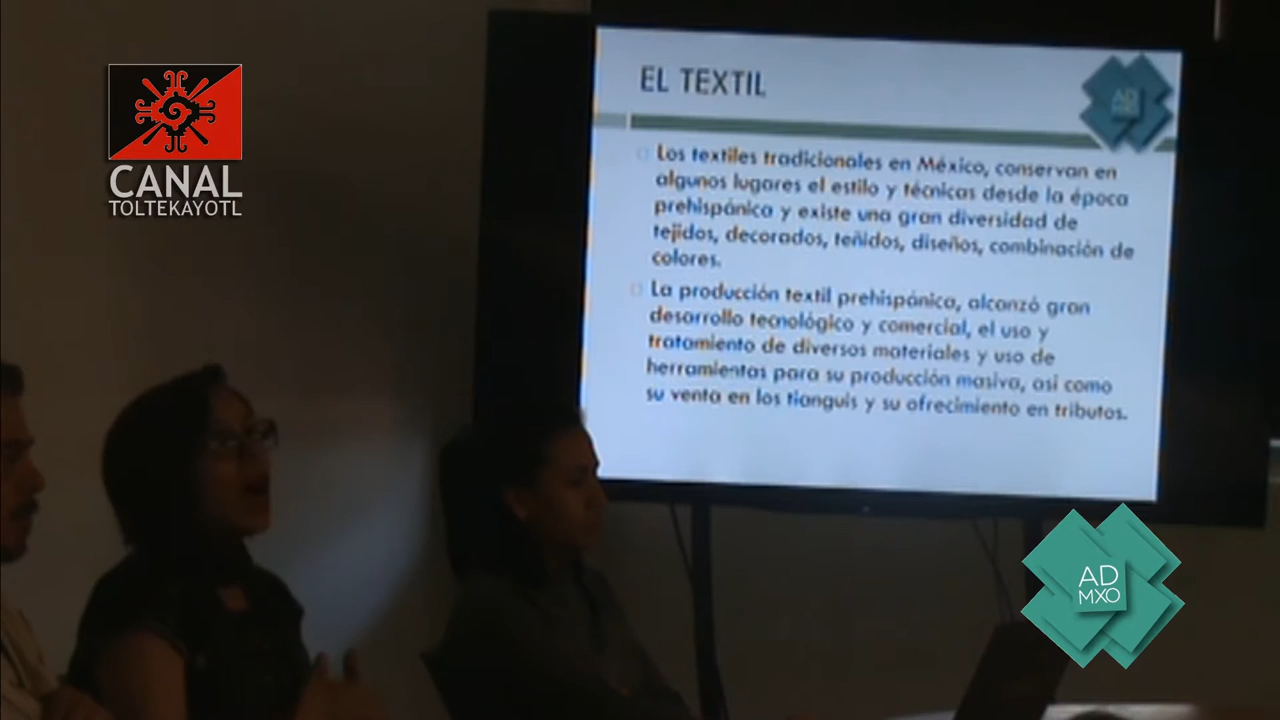 CANAL
TOLTEKAYOTL
EL TEXTIL
AD
Los textiles tradicionales en México, conservan en
algunos lugares el estilo y técnicas desde la época
prehispánica y existe una gran diversidad de
tejidos, decorados, teñidos, diseños, combinación de
colores.
La producción textil prehispánica, alcanzó gran
desarrollo tecnológico y comercial, el uso y
tratamiento de diversos materiales y uso de
herramientas para su producción masiva, asi como
su venta en los tianguis y su ofrecimiento en tributos.
AD
MXO